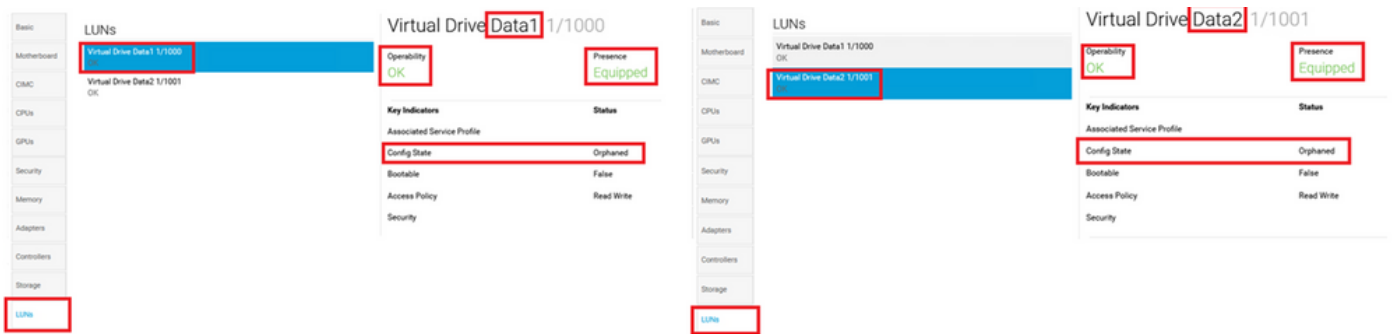 Basic
Motherboard
CIMC
CPUs
GPUs
Security
Memory
Adapters
Controllers
Storage
LUNs
LUNs
Virtual Drive Data1 1/1000
OK
Virtual Drive Data2 1/1001
OK
Virtual Drive Data1 1/1000
Operability Presence
OK Equipped
Key Indicators Status
Associated Service Profile
Config State Orphaned
Bootable False
Access Policy Read Write
Security
Basic
Motherboard
CIMC
CPUs
GPUs
Security
Memory
Adapters
Controllers
Storage
LUNs
LUNs
Virtual Drive Data1 1/1000
OK
Virtual Drive Data2 1/1001
OK
Virtual Drive Data2 1/1001
Operability Presence
OK Equipped
Key Indicators Status
Associated Service Profile
Config State Orphaned
Bootable False
Access Policy Read Write
Security